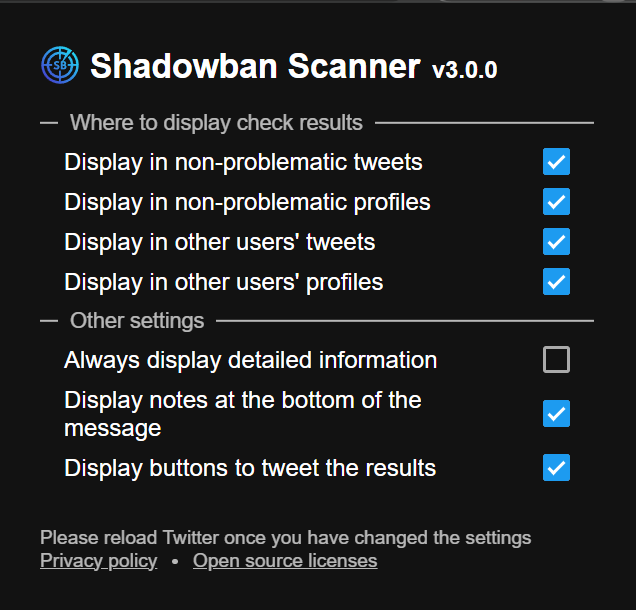 SB
Shadowban Scanner v3.0.0
Where to display check results
Display in non-problematic tweets
Display in non-problematic profiles
Display in other users' tweets
Display in other users' profiles
Other settings
Always display detailed information
Display notes at the bottom of the
message
Display buttons to tweet the results
Please reload Twitter once you have changed the settings
Privacy policy • Open source licenses